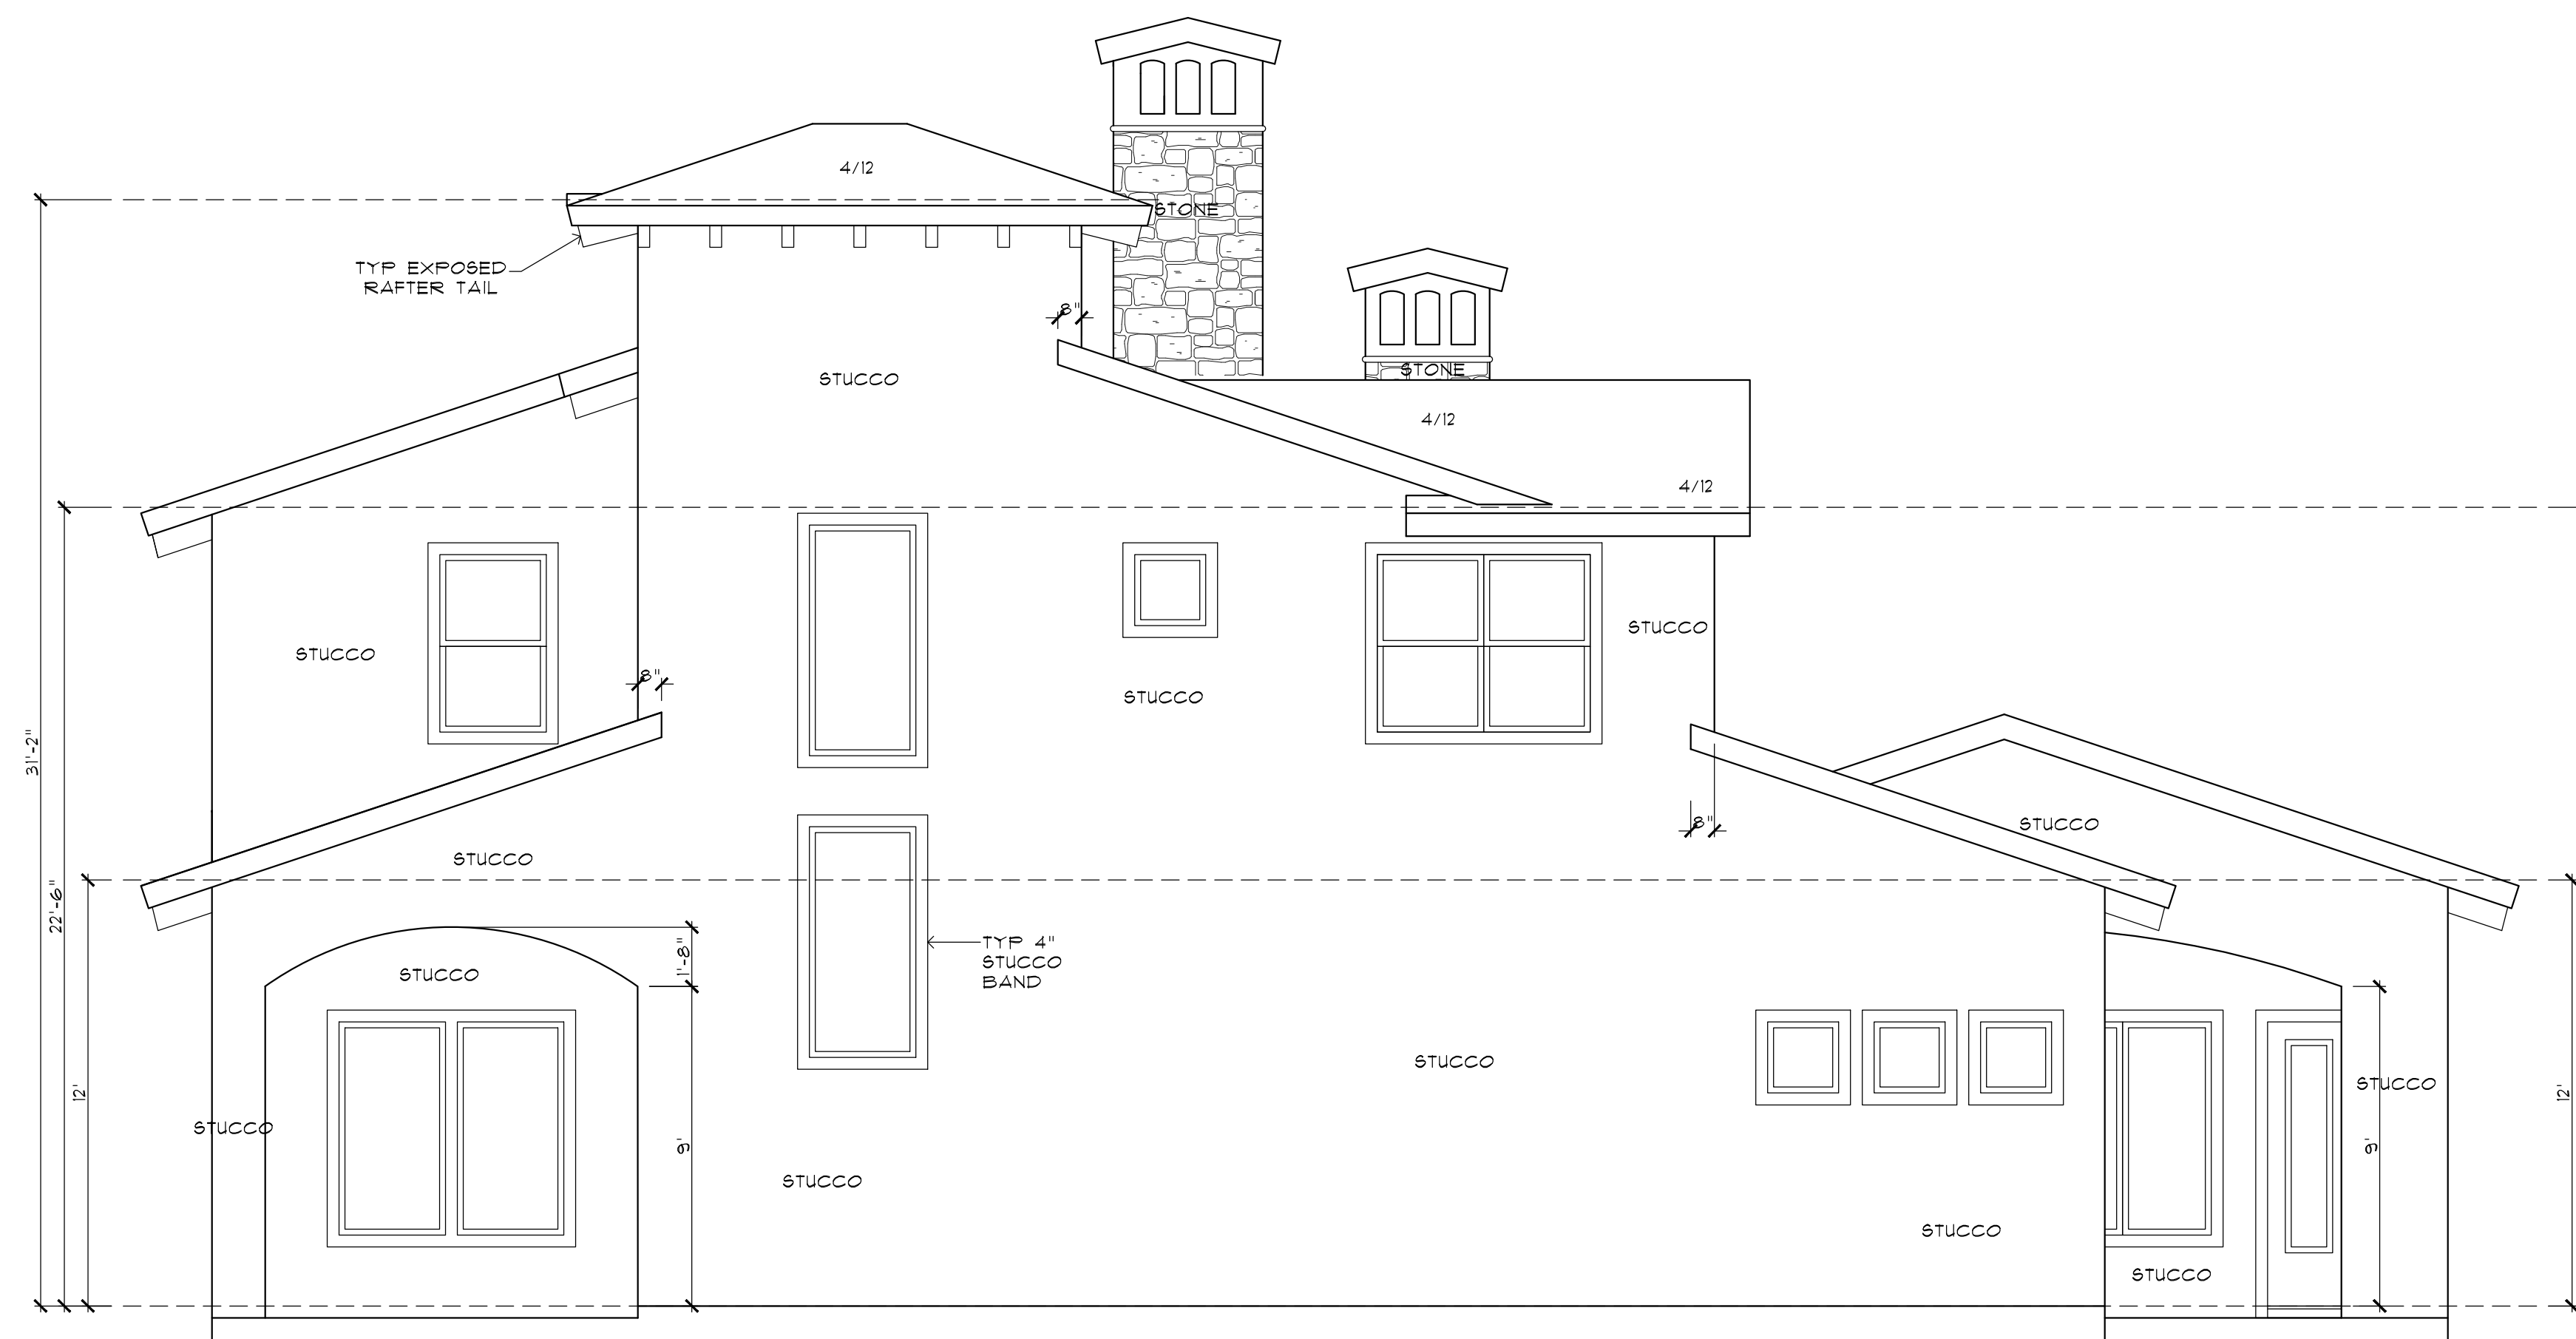 4/12
STONE
TYP EXPOSED
RAFTER TAIL
8"
STUCCO
STONE
4/12
4/12
STUCCO
STUCCO
8"
STUCCO
31'-2"
22'-6"
8"
STUCCO
STUCCO
1'-8"
TYP 4"
STUCCO
BAND
STUCCO
STUCCO
STUCCO
12'
12'
STUCCO
9'
9'
STUCCO
STUCCO
STUCCO